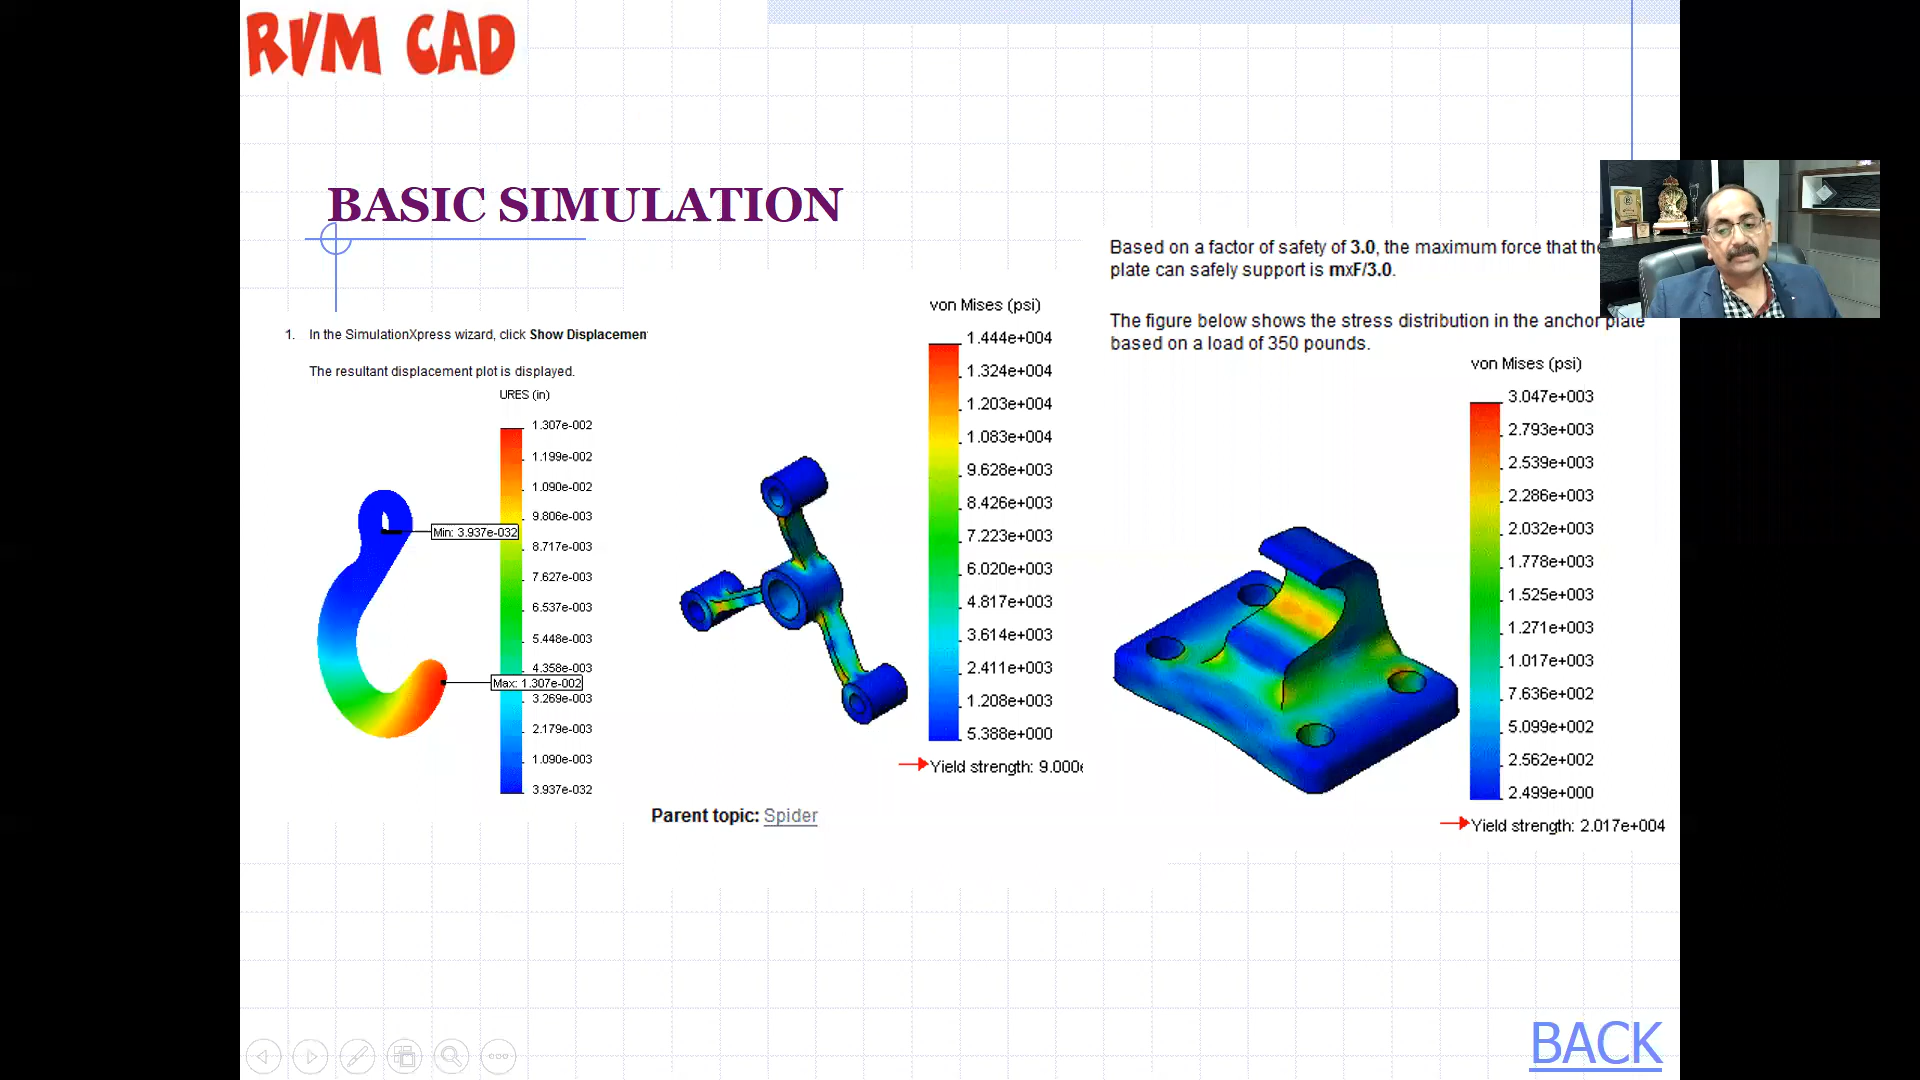 RVM CAD
BASIC SIMULATION
1. In the SimulationXpress wizard, click Show Displacemen
The resultant displacement plot is displayed.
URES (in)
1.307e-002
1.199e-002
1.090e-002
9.806e-003
8.717e-003
7.627e-003
6.537e-003
5.448e-003
4.358e-003
3.269e-003
2.179e-003
1.090e-003
3.937e-032
Min: 3.937e-032
Max: 1.307e-002
von Mises (psi)
1.444e+004
1.324e+004
1.203e+004
1.083e+004
9.628e+003
8.426e+003
7.223e+003
6.020e+003
4.817e+003
3.614e+003
2.411e+003
1.208e+003
5.388e+000
Yield strength: 9.000e
Parent topic: Spider
Based on a factor of safety of 3.0, the maximum force that the
plate can safely support is mxF/3.0.
The figure below shows the stress distribution in the anchor plate
based on a load of 350 pounds.
von Mises (psi)
3.047e+003
2.793e+003
2.539e+003
2.286e+003
2.032e+003
1.778e+003
1.525e+003
1.271e+003
1.017e+003
7.636e+002
5.099e+002
2.562e+002
2.499e+000
Yield strength: 2.017e+004
BACK